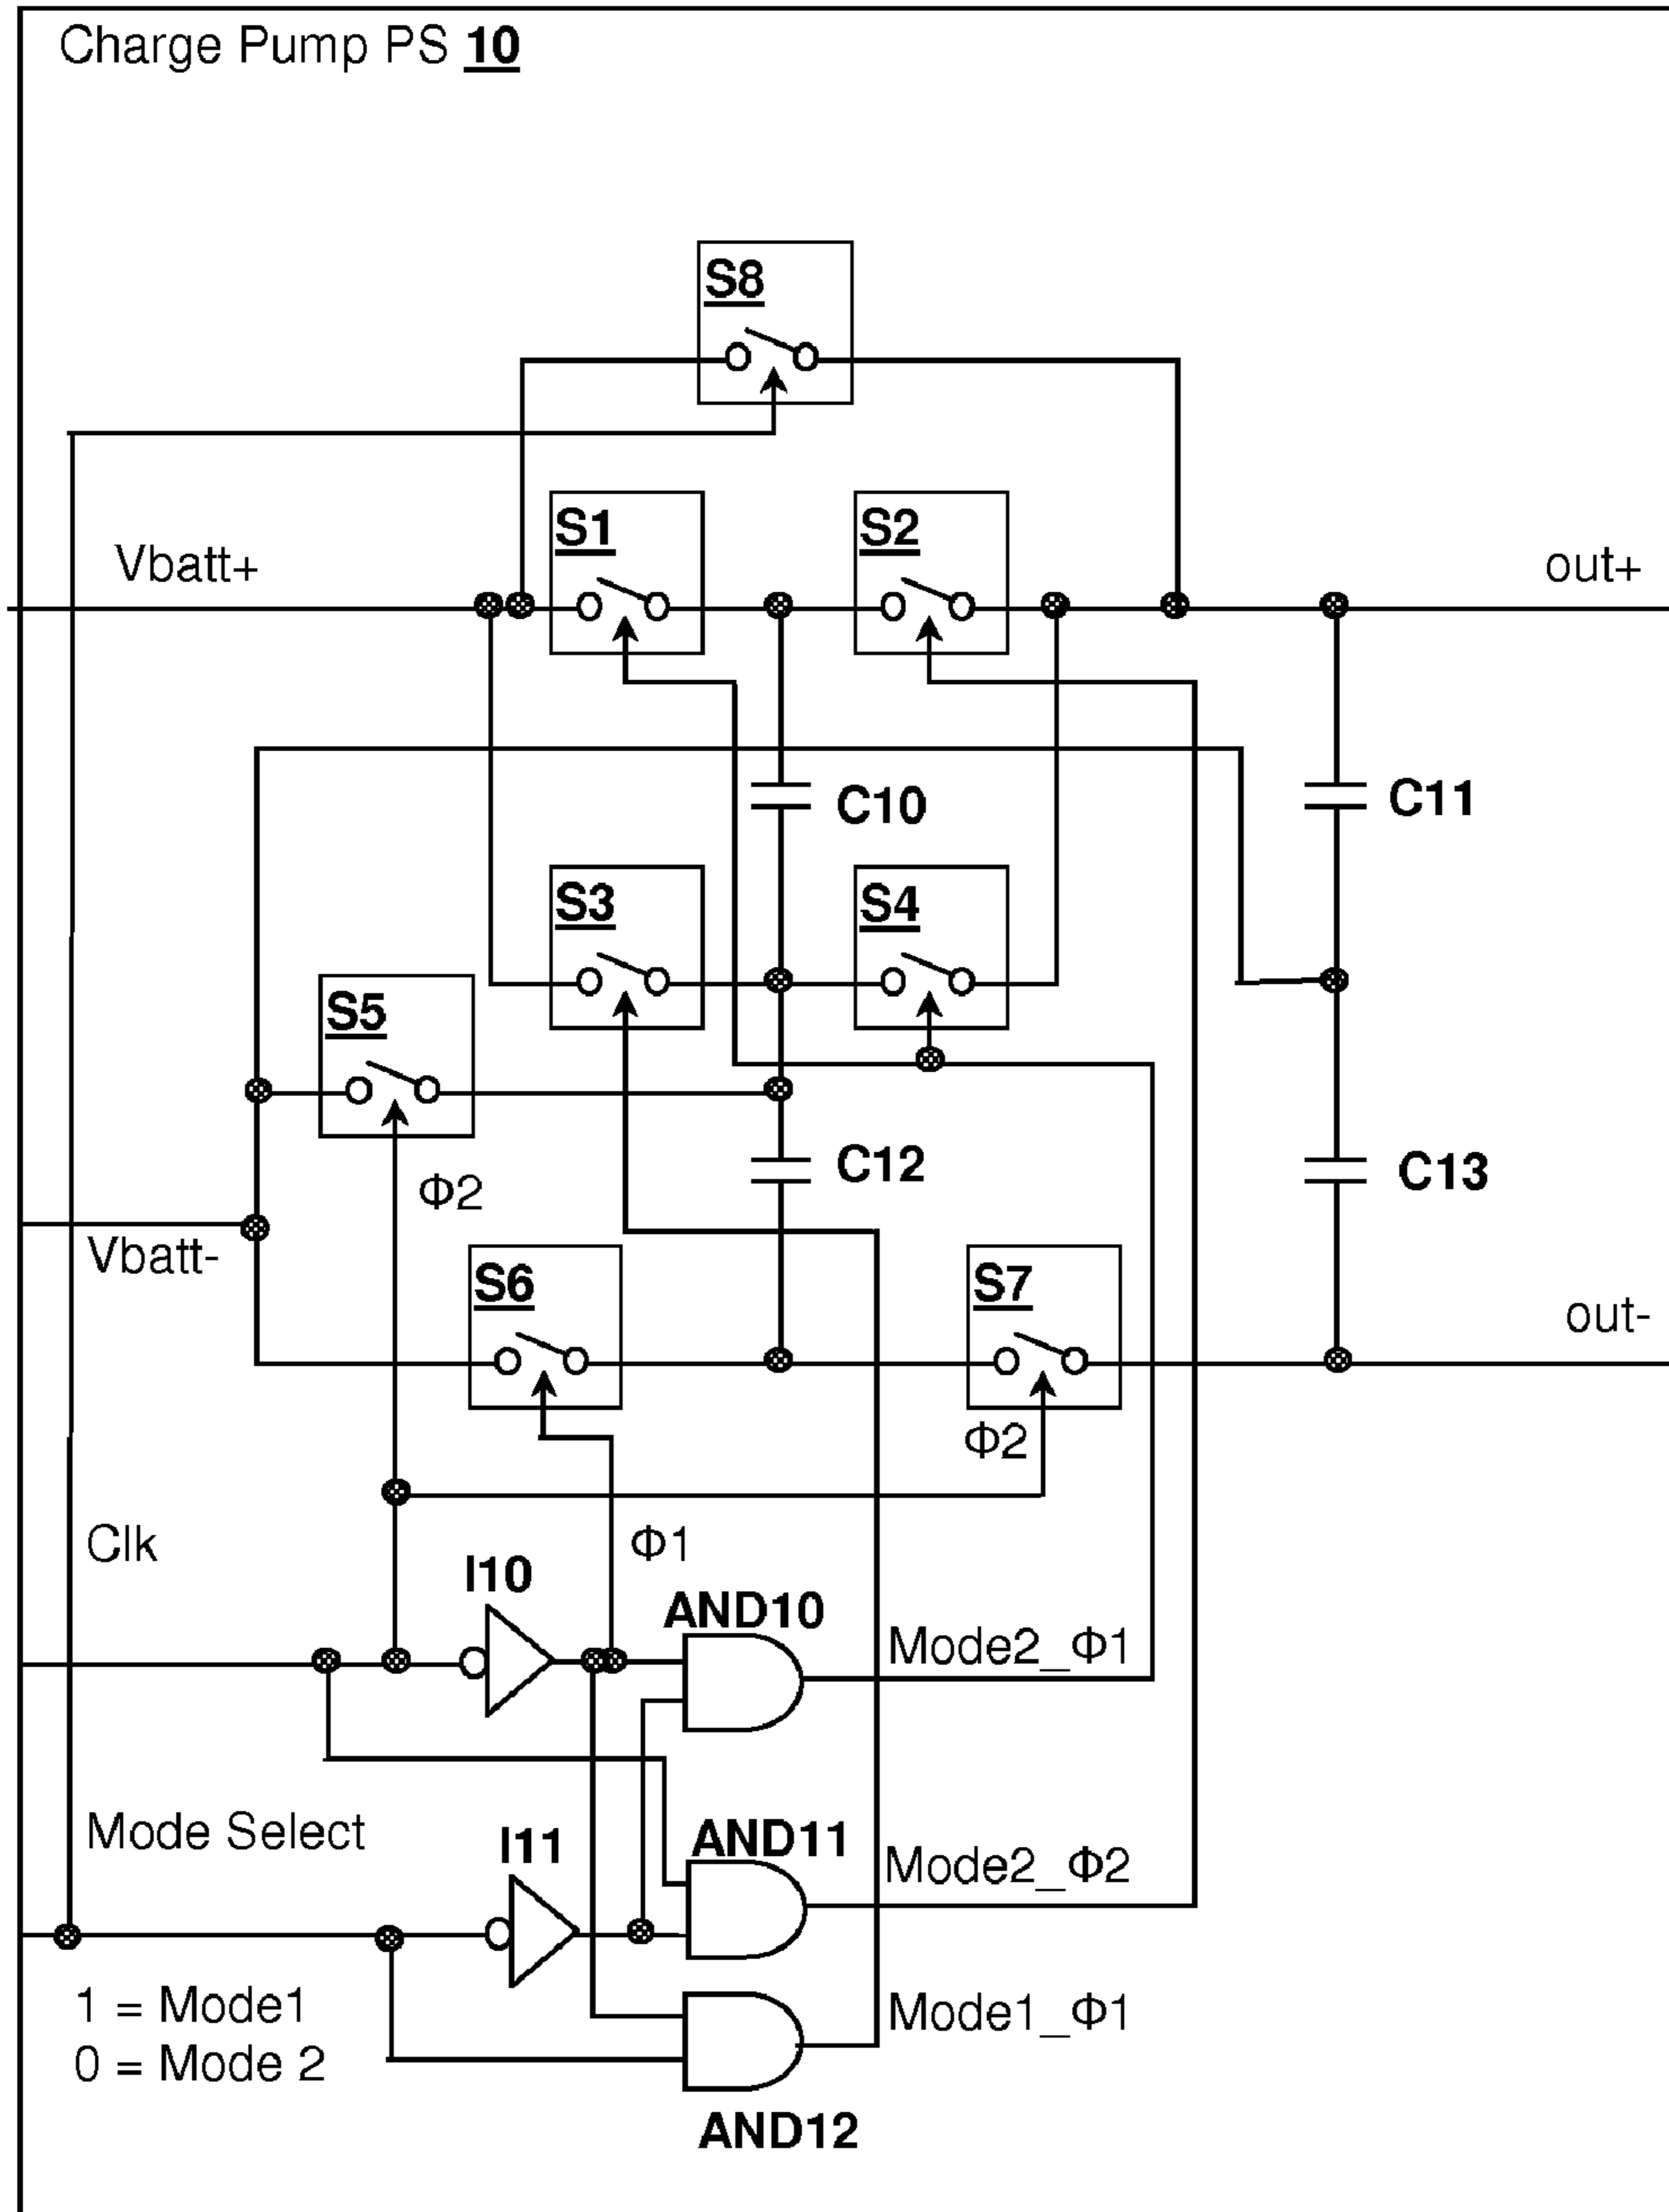 Charge Pump PS 10
S8
S1
S2
Vbatt+
out+
C10
C11
S3
S4
S5
Φ2
C12
C13
Vbatt-
S6
S7
out-
Φ2
Clk
Φ1
I10
AND10
Mode2_Φ1
Mode Select
I11
AND11
Mode2_Φ2
1 = Mode1
0 = Mode 2
Mode1_Φ1
AND12